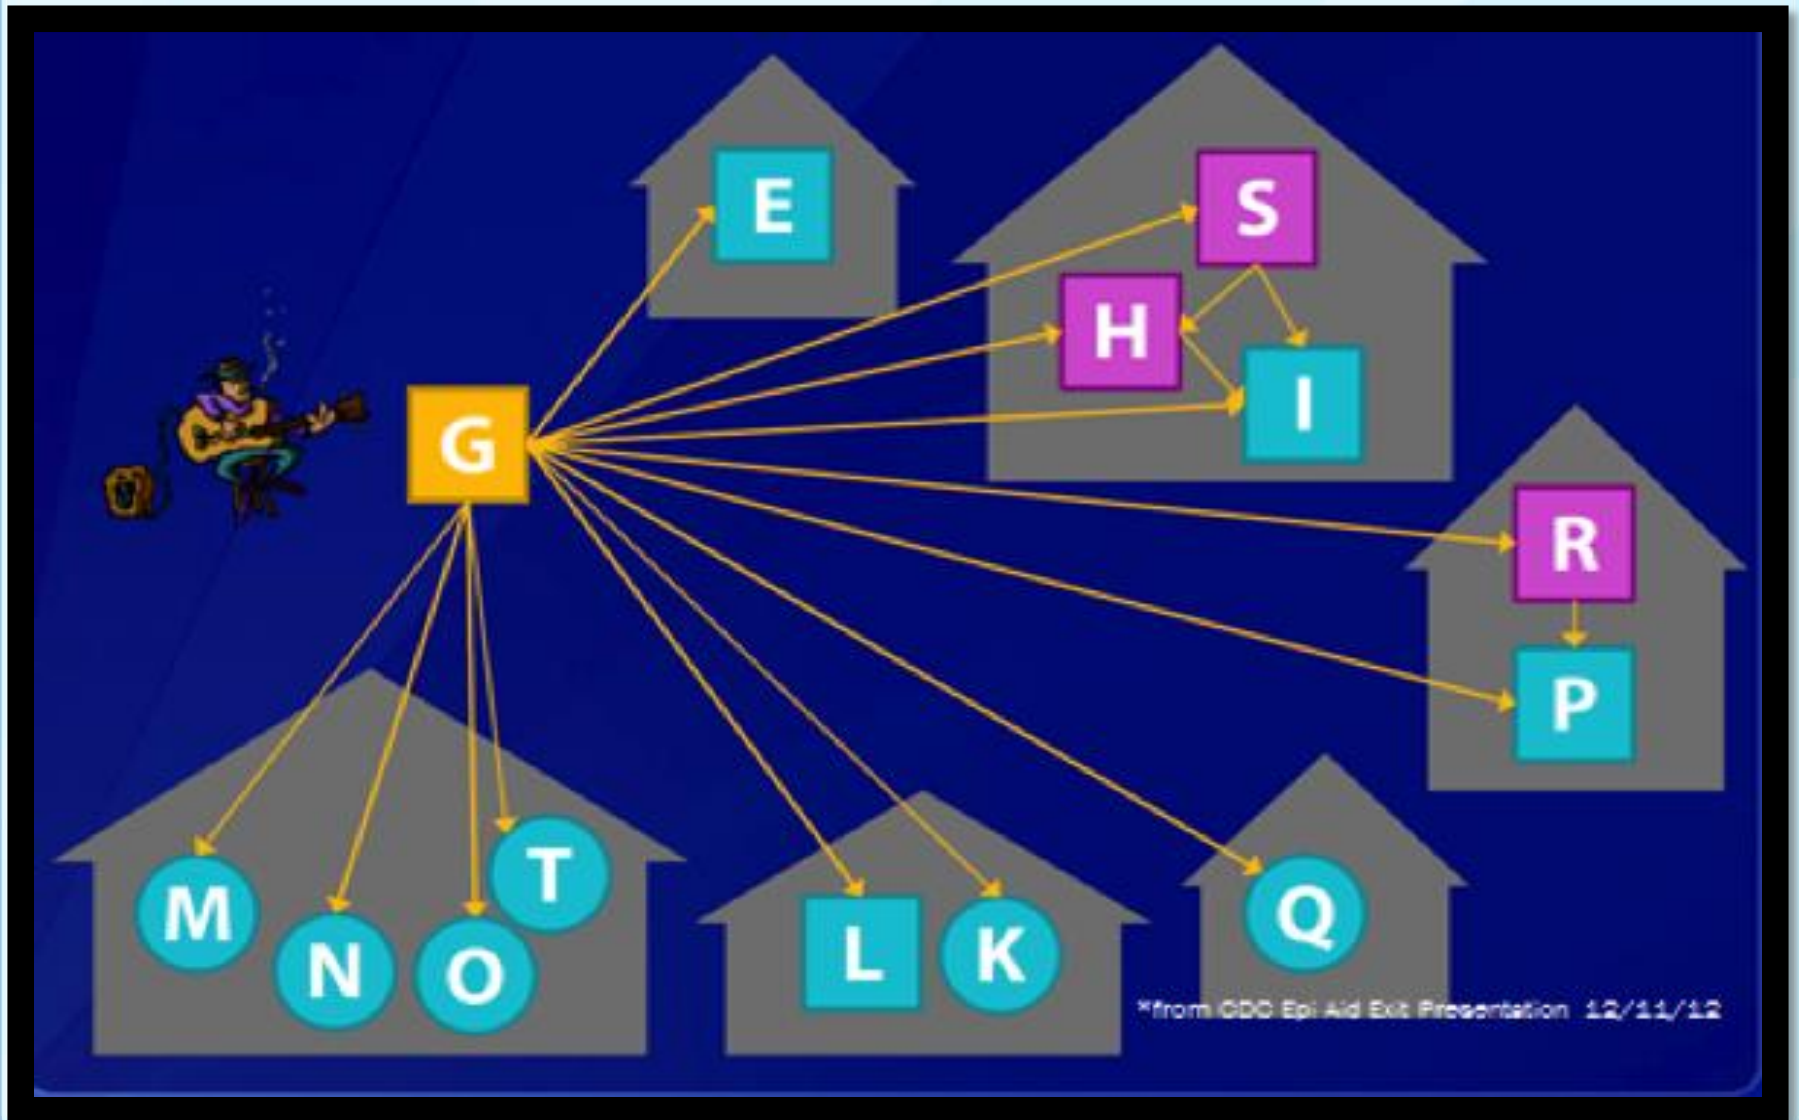 E
S
H
I
G
R
P
M
N
O
T
L
K
Q
*from CDC Epi Aid Exit Presentation 12/11/12